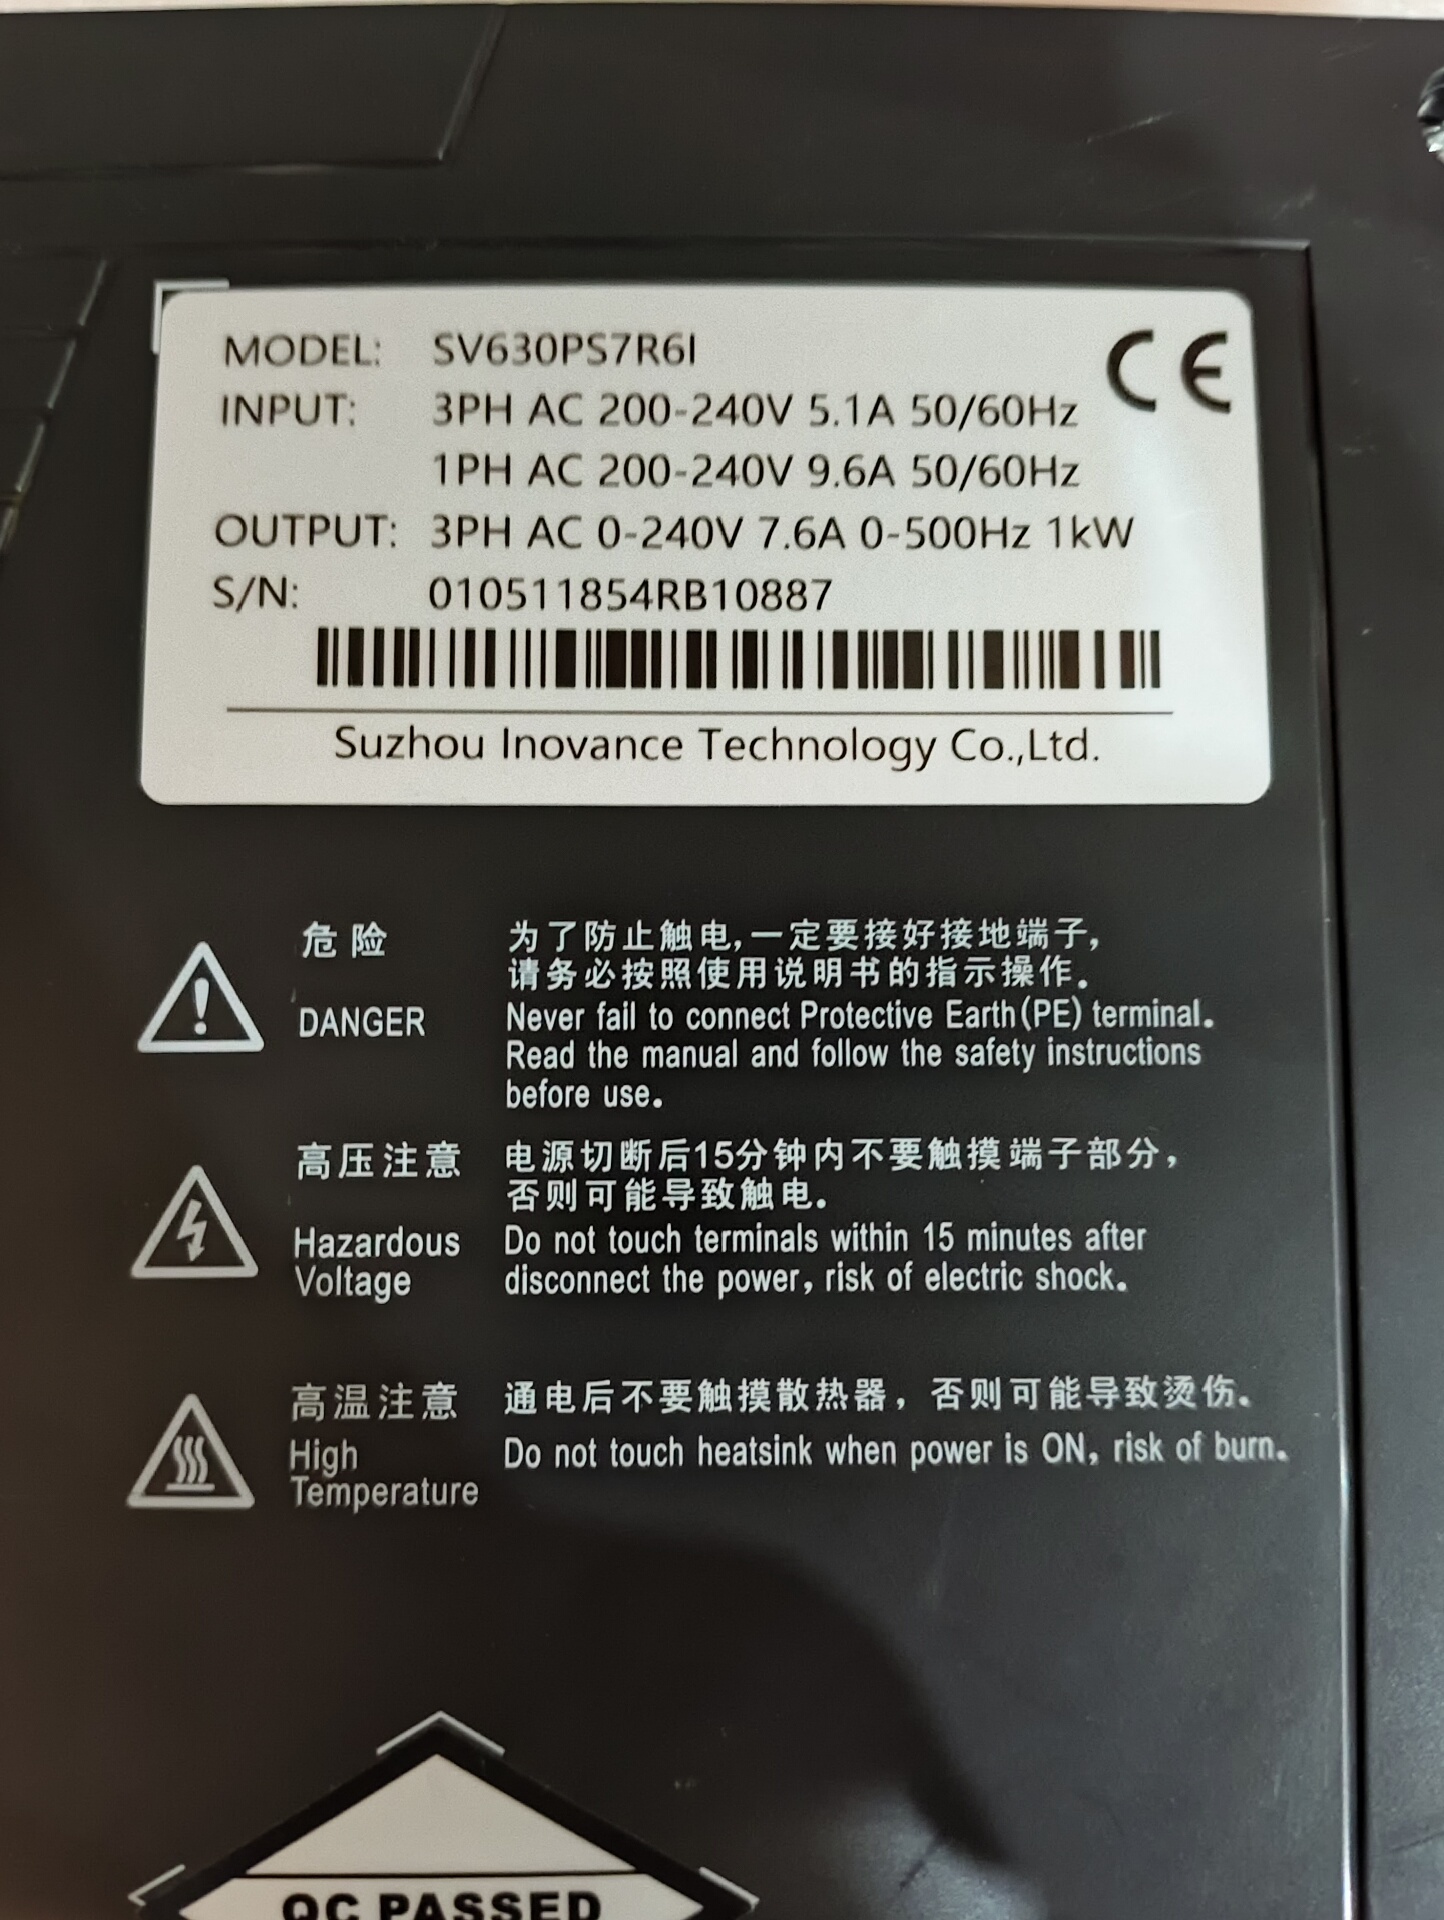 MODEL: SV630PS7R6I
CE
INPUT: 3PH AC 200-240V 5.1A 50/60Hz
1PH AC 200-240V 9.6A 50/60Hz
OUTPUT: 3PH AC 0-240V 7.6A 0-500Hz 1kW
S/N: 010511854RB10887
Suzhou Inovance Technology Co.,Ltd.
危险
为了防止触电,一定要接好接地端子,
请务必按照使用说明书的指示操作。
DANGER
Never fail to connect Protective Earth(PE) terminal.
Read the manual and follow the safety instructions
before use.
高压注意
电源切断后15分钟内不要触摸端子部分,
否则可能导致触电。
Hazardous
Voltage
Do not touch terminals within 15 minutes after
disconnect the power, risk of electric shock.
高温注意
通电后不要触摸散热器，否则可能导致烫伤。
High
Temperature
Do not touch heatsink when power is ON, risk of burn.
QC PASSED